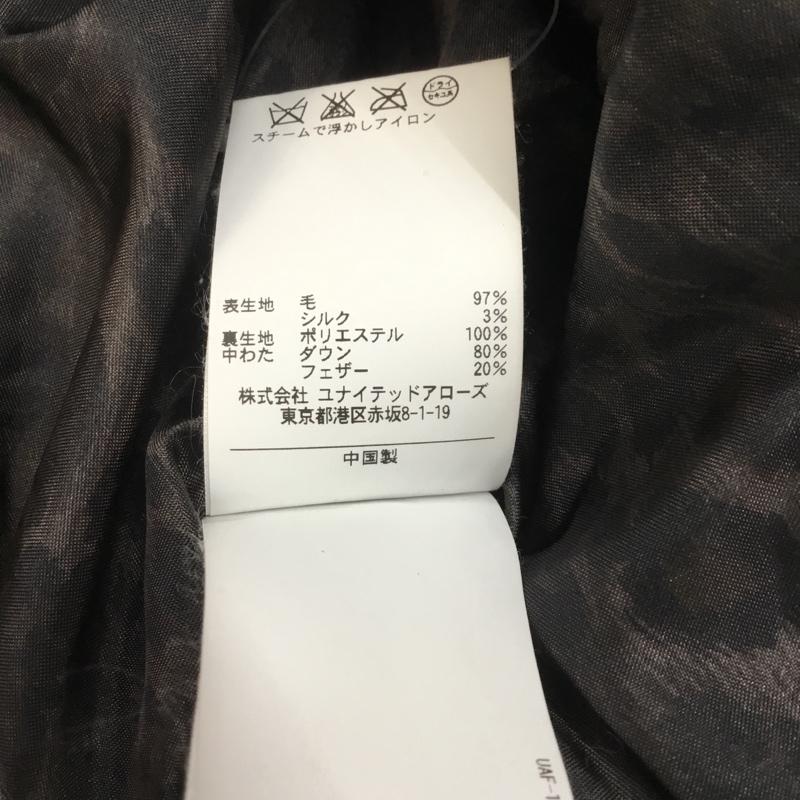 ドライ
セキユ系
スチームで浮かしアイロン
表生地 毛 97%
シルク 3%
裏生地 ポリエステル 100%
中わた ダウン 80%
フェザー 20%
株式会社 ユナイテッドアローズ
東京都港区赤坂8-1-19
中国製
UAF-1